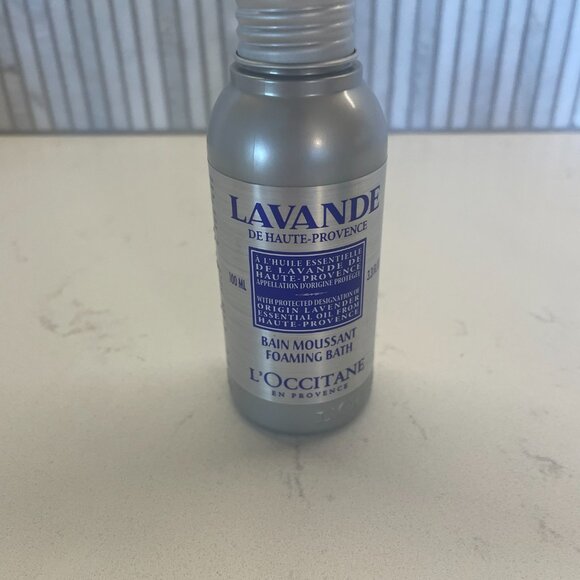 LAVANDE
DE HAUTE-PROVENCE
À L'HUILE ESSENTIELLE
DE LAVANDE DE
HAUTE-PROVENCE
APPELLATION D'ORIGINE PROTÉGÉE
100 ML
WITH PROTECTED DESIGNATION OF
ORIGIN LAVENDER
ESSENTIAL OIL FROM
HAUTE-PROVENCE
BAIN MOUSSANT
FOAMING BATH
L'OCCITANE
EN PROVENCE